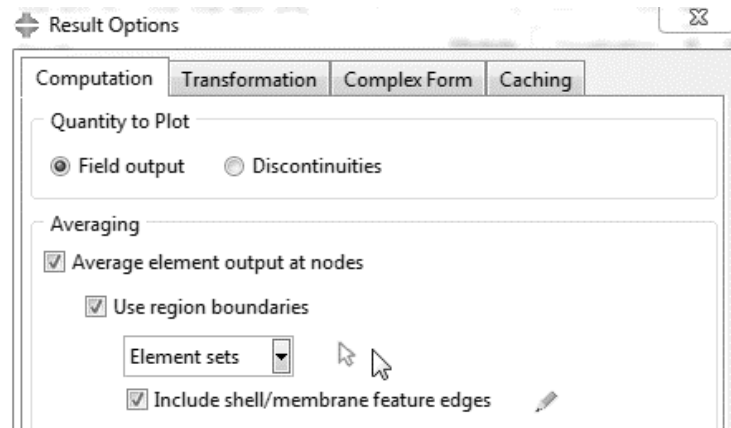 Result Options
Computation Transformation Complex Form Caching
Quantity to Plot
Field output Discontinuities
Averaging
Average element output at nodes
Use region boundaries
Element sets
Include shell/membrane feature edges